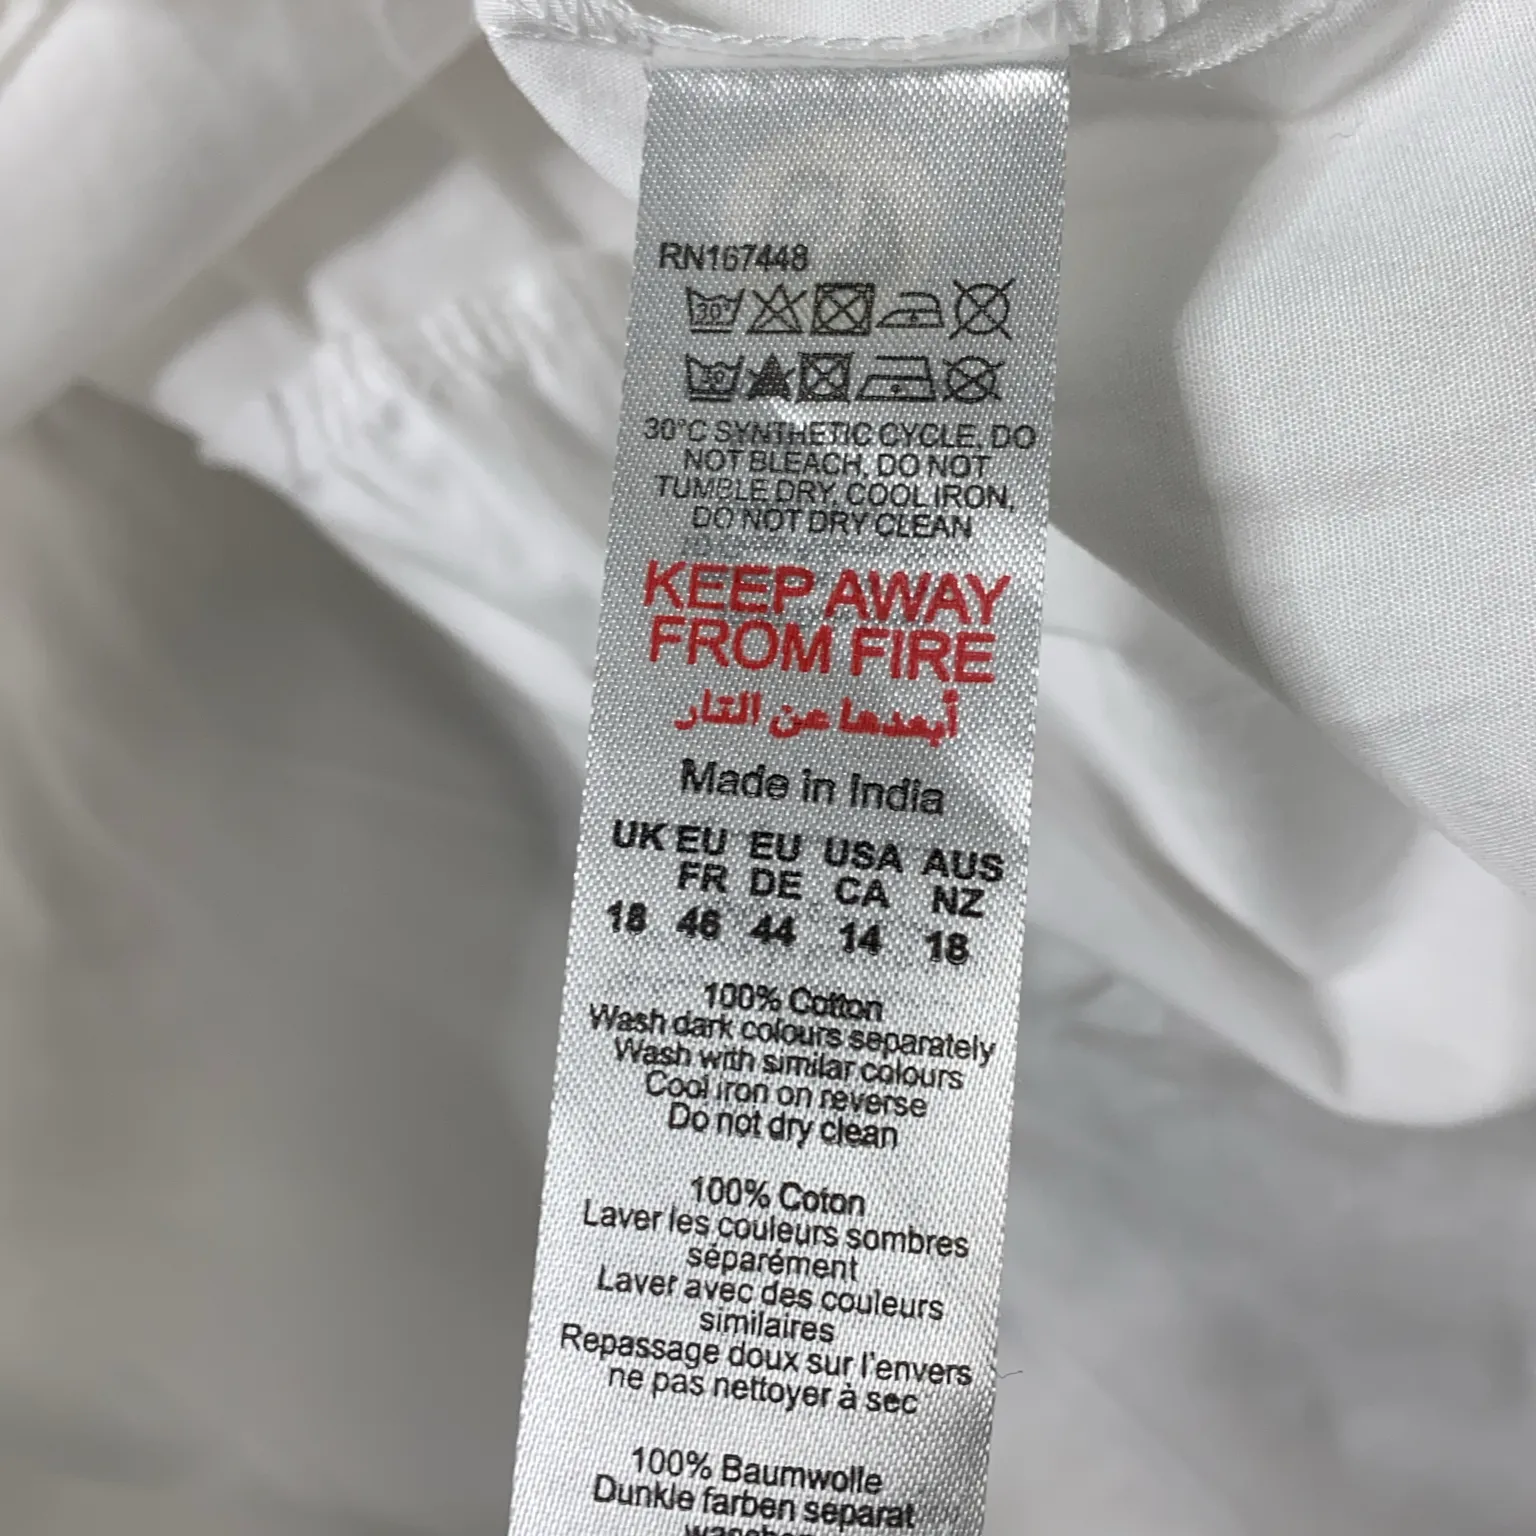 RN167448
30°
30°
30°C SYNTHETIC CYCLE, DO
NOT BLEACH, DO NOT
TUMBLE DRY, COOL IRON,
DO NOT DRY CLEAN
KEEP AWAY
FROM FIRE
أبعدها عن النار
Made in India
UK EU EU USA AUS
FR DE CA NZ
18 46 44 14 18
100% Cotton
Wash dark colours separately
Wash with similar colours
Cool iron on reverse
Do not dry clean
100% Coton
Laver les couleurs sombres
séparément
Laver avec des couleurs
similaires
Repassage doux sur l'envers
ne pas nettoyer à sec
100% Baumwolle
Dunkle farben separat